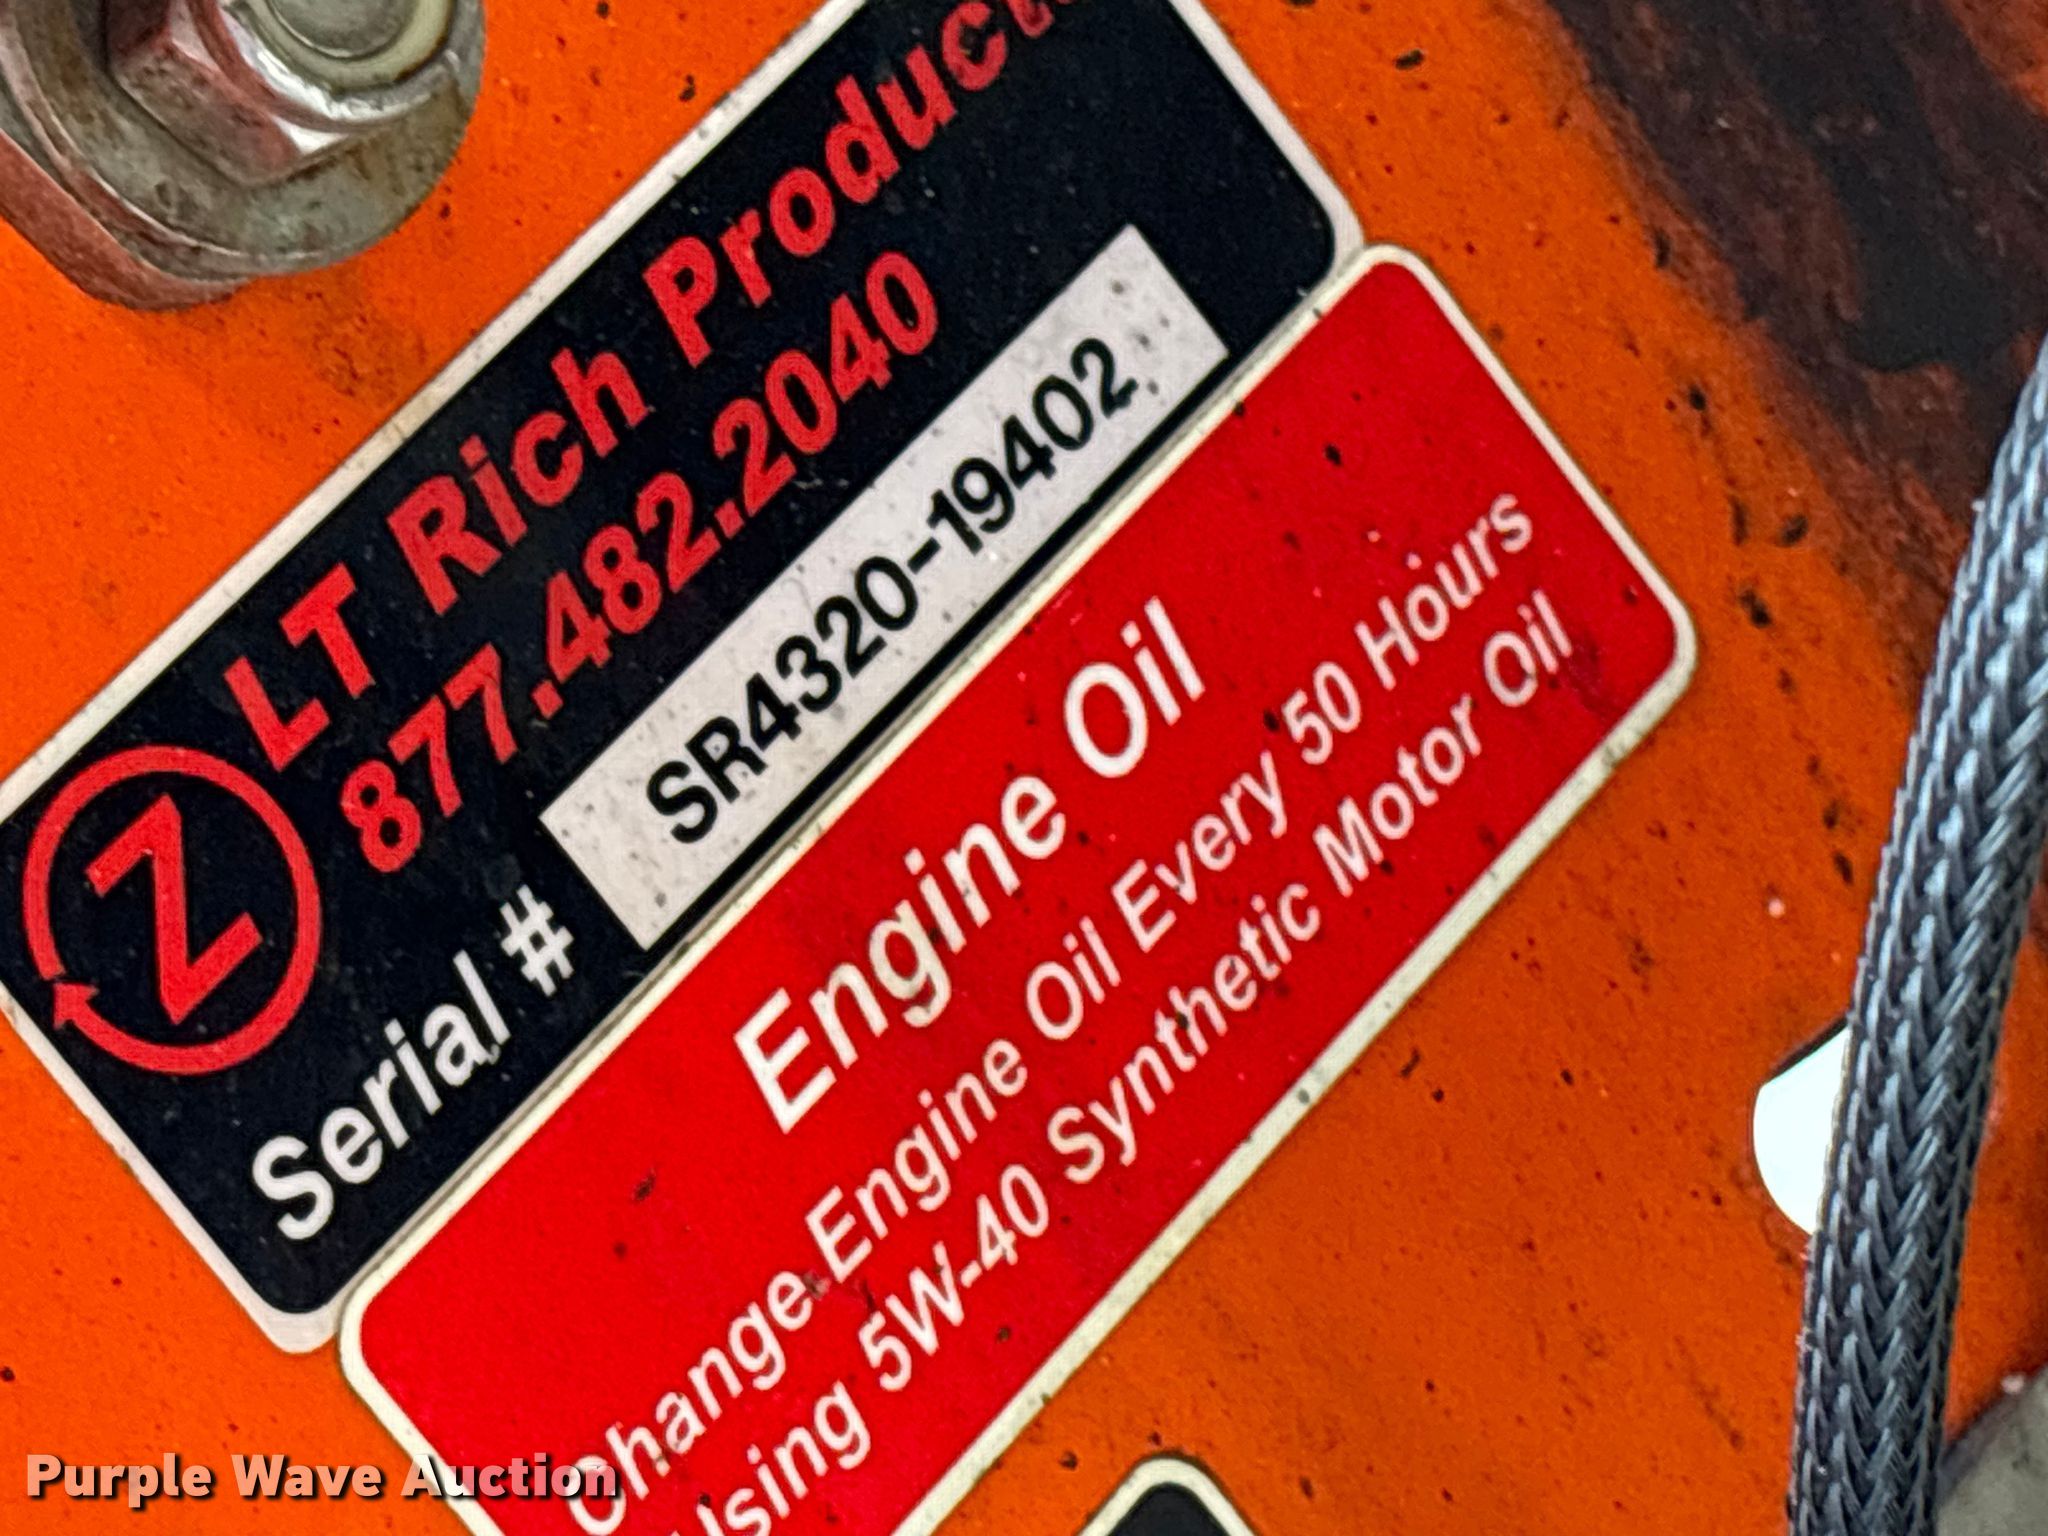 LT Rich Products
877.482.2040
Z
Serial # SR4320-19402
Engine Oil
Change Engine Oil Every 50 Hours
Using 5W-40 Synthetic Motor Oil
Purple Wave Auction